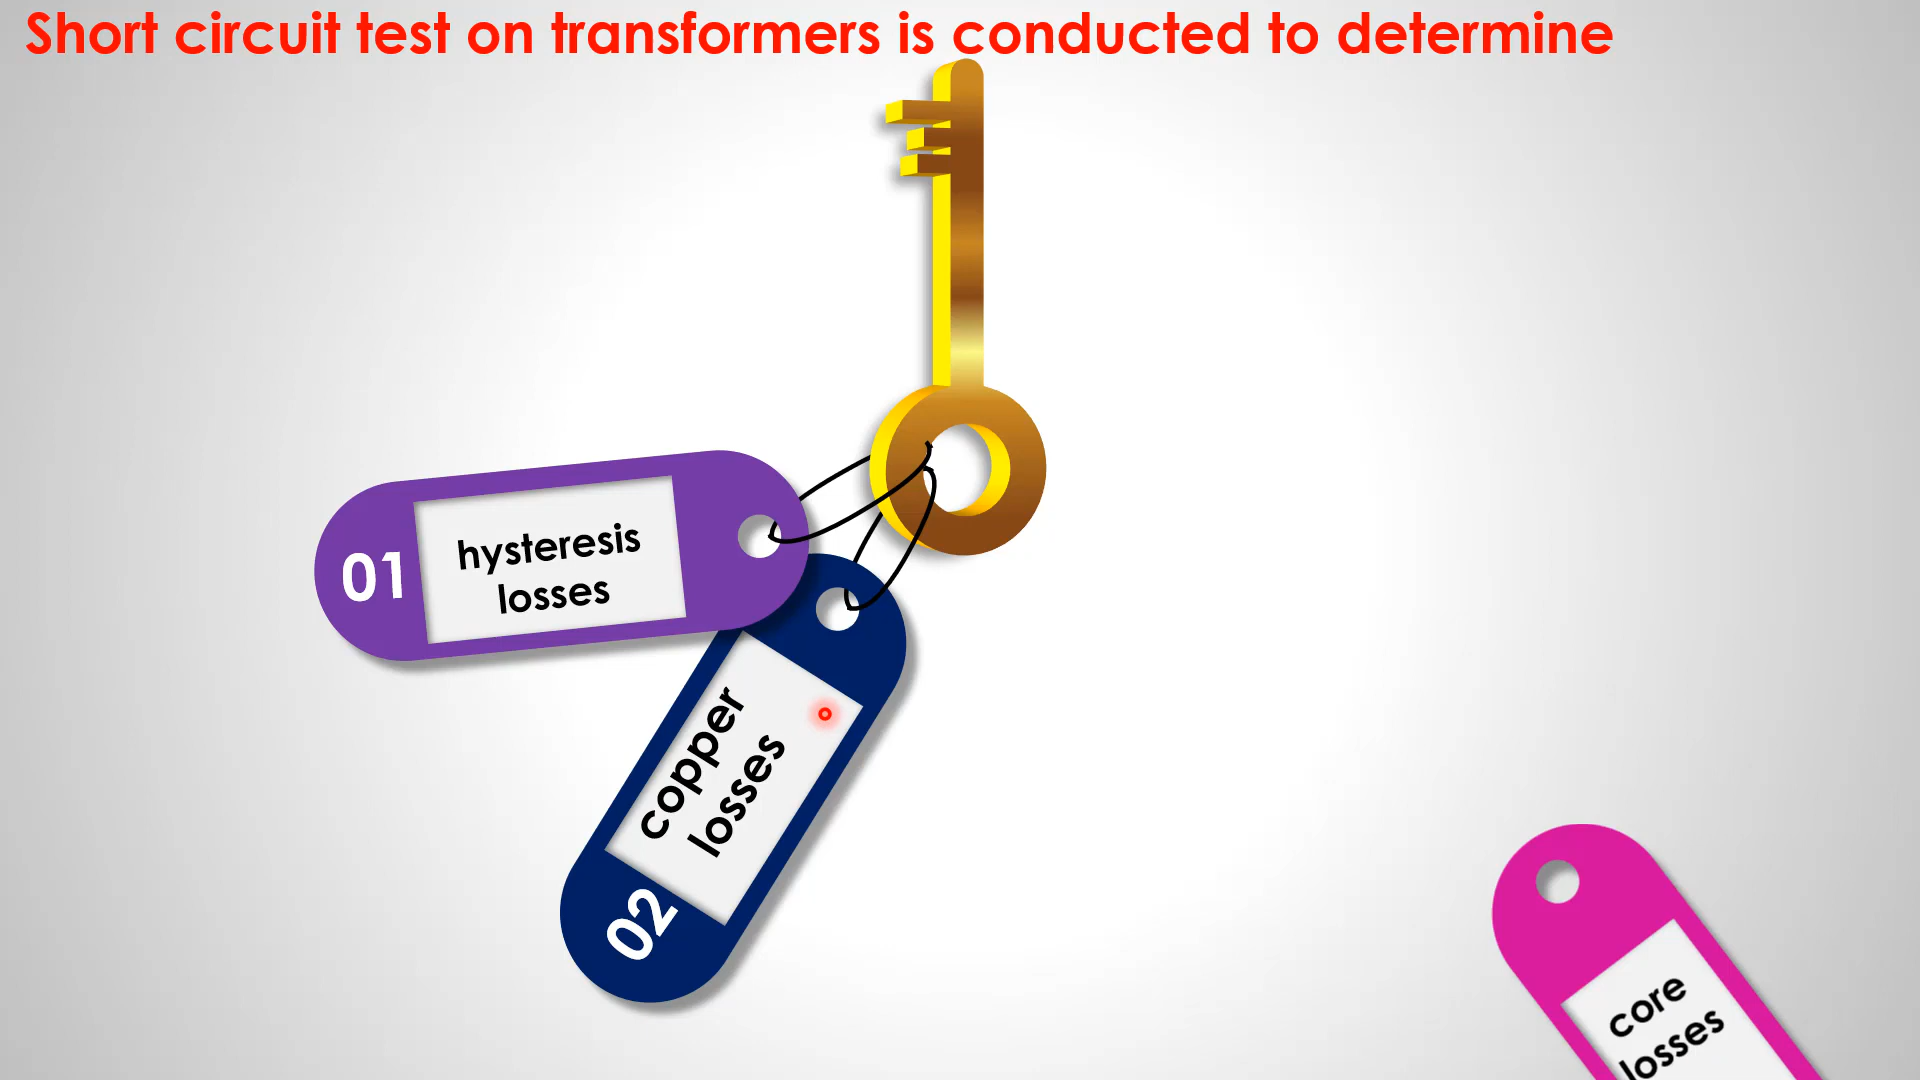 Short circuit test on transformers is conducted to determine
01
hysteresis
losses
copper
losses
02
core
losses